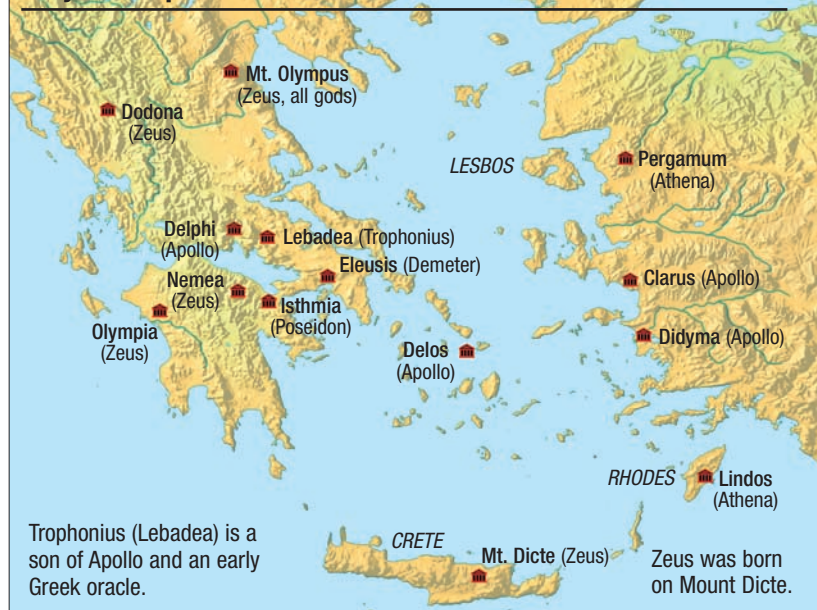 Mt. Olympus
(Zeus, all gods)
Dodona
(Zeus)
LESBOS
Pergamum
(Athena)
Delphi
(Apollo)
Lebadea (Trophonius)
Eleusis (Demeter)
Nemea
(Zeus)
Isthmia
(Poseidon)
Clarus (Apollo)
Olympia
(Zeus)
Delos
(Apollo)
Didyma (Apollo)
RHODES
Lindos
(Athena)
Trophonius (Lebadea) is a
son of Apollo and an early
Greek oracle.
CRETE
Mt. Dicte (Zeus)
Zeus was born
on Mount Dicte.